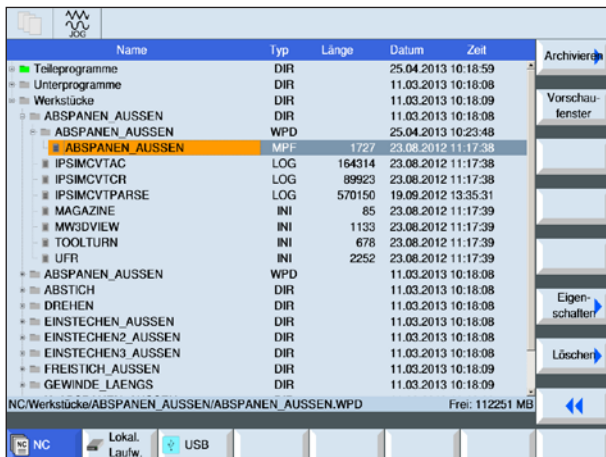 JOG
Name Typ Länge Datum Zeit
Teileprogramme DIR 25.04.2013 10:18:59
Unterprogramme DIR 11.03.2013 10:18:08
Werkstücke DIR 11.03.2013 10:18:09
ABSPANEN_AUSSEN DIR 11.03.2013 10:18:08
ABSPANEN_AUSSEN WPD 25.04.2013 10:23:48
ABSPANEN_AUSSEN MPF 1727 23.08.2012 11:17:38
IPSIMCVTAC LOG 164314 23.08.2012 11:17:38
IPSIMCVTCR LOG 89923 23.08.2012 11:17:38
IPSIMCVTPARSE LOG 570150 19.09.2012 13:35:31
MAGAZINE INI 85 23.08.2012 11:17:39
MW3DVIEW INI 1133 23.08.2012 11:17:39
TOOLTURN INI 678 23.08.2012 11:17:39
UFR INI 2252 23.08.2012 11:17:39
ABSPANEN_AUSSEN WPD 11.03.2013 10:18:08
ABSTICH DIR 11.03.2013 10:18:08
DREHEN DIR 11.03.2013 10:18:08
EINSTECHEN_AUSSEN DIR 11.03.2013 10:18:08
EINSTECHEN2_AUSSEN DIR 11.03.2013 10:18:08
EINSTECHEN3_AUSSEN DIR 11.03.2013 10:18:08
FREISTICH_AUSSEN DIR 11.03.2013 10:18:09
GEWINDE_LAENGS DIR 11.03.2013 10:18:09
NC/Werkstücke/ABSPANEN_AUSSEN/ABSPANEN_AUSSEN.WPD Frei: 112251 MB
Archivieren
Vorschau-
fenster
Eigen-
schaften
Löschen
NC
NC
Lokal.
Laufw.
USB